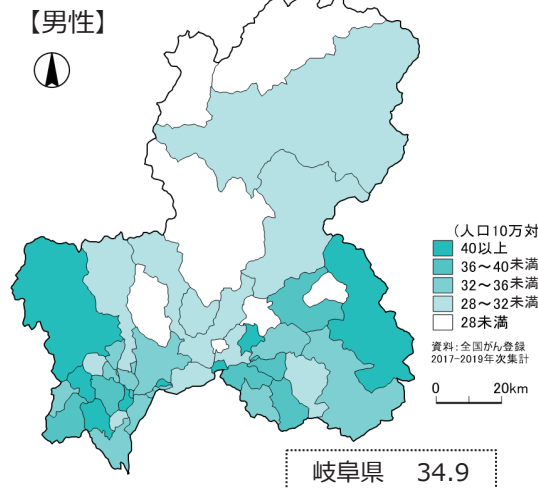 【男性】
(人口10万対
40以上
36～40未満
32～36未満
28～32未満
28未満
資料:全国がん登録
2017-2019年次集計
0 20km
岐阜県 34.9